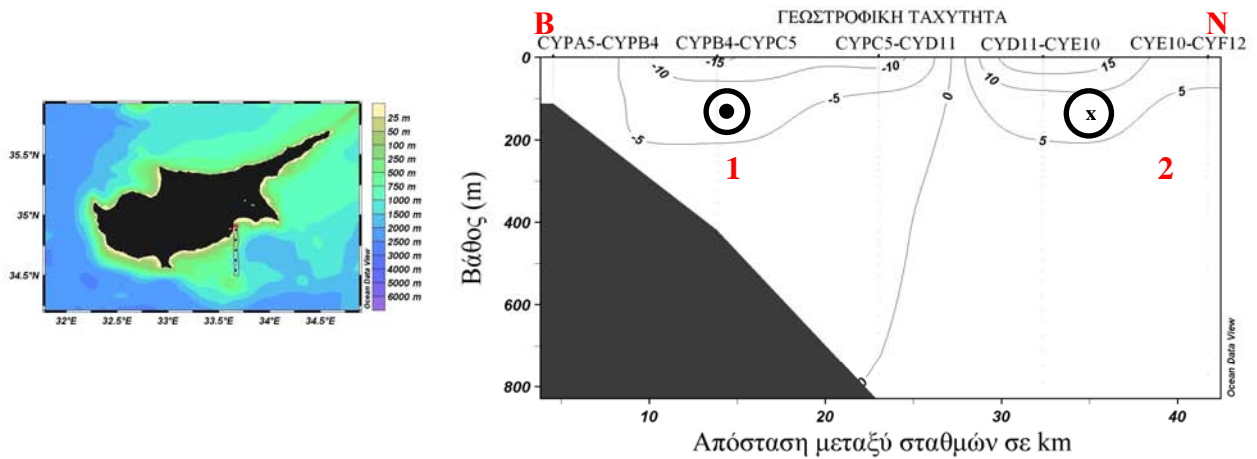 35.5°N
35°N
34.5°N
32°E 32.5°E 33°E 33.5°E 34°E 34.5°E
25 m
50 m
100 m
250 m
500 m
750 m
1000 m
1500 m
2000 m
2500 m
3000 m
4000 m
5000 m
6000 m
Ocean Data View
ΓΕΩΣΤΡΟΦΙΚΗ ΤΑΧΥΤΗΤΑ
Β Ν
CYPA5-CYPB4 CYPB4-CYPC5 CYPC5-CYD11 CYD11-CYE10 CYE10-CYF12
-15 -10 -10 -5 -5 0 0
15 10 5 5 5
x
1 2
0
200
400
600
800
Βάθος (m)
10 20 30 40
Απόσταση μεταξύ σταθμών σε km
Ocean Data View